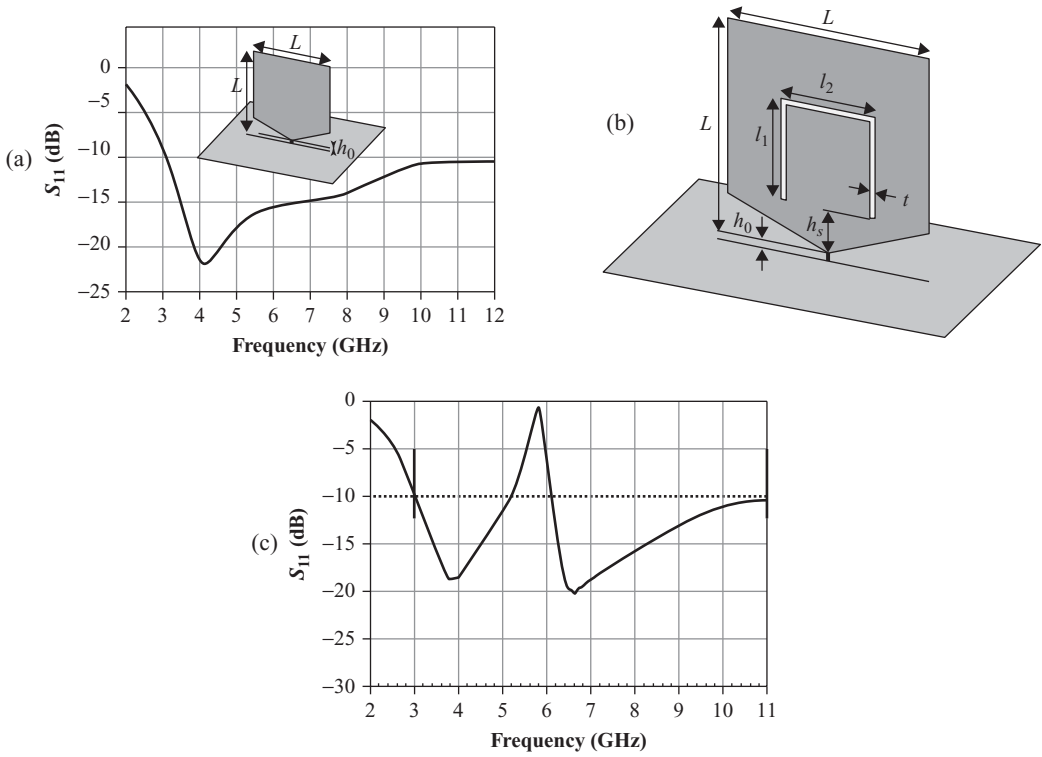 (a)
S11 (dB)
0
−5
−10
−15
−20
−25
2 3 4 5 6 7 8 9 10 11 12
Frequency (GHz)
L
L
h0
(b)
L
L
l2
l1
t
h0
hs
(c)
S11 (dB)
0
−5
−10
−15
−20
−25
−30
2 3 4 5 6 7 8 9 10 11
Frequency (GHz)